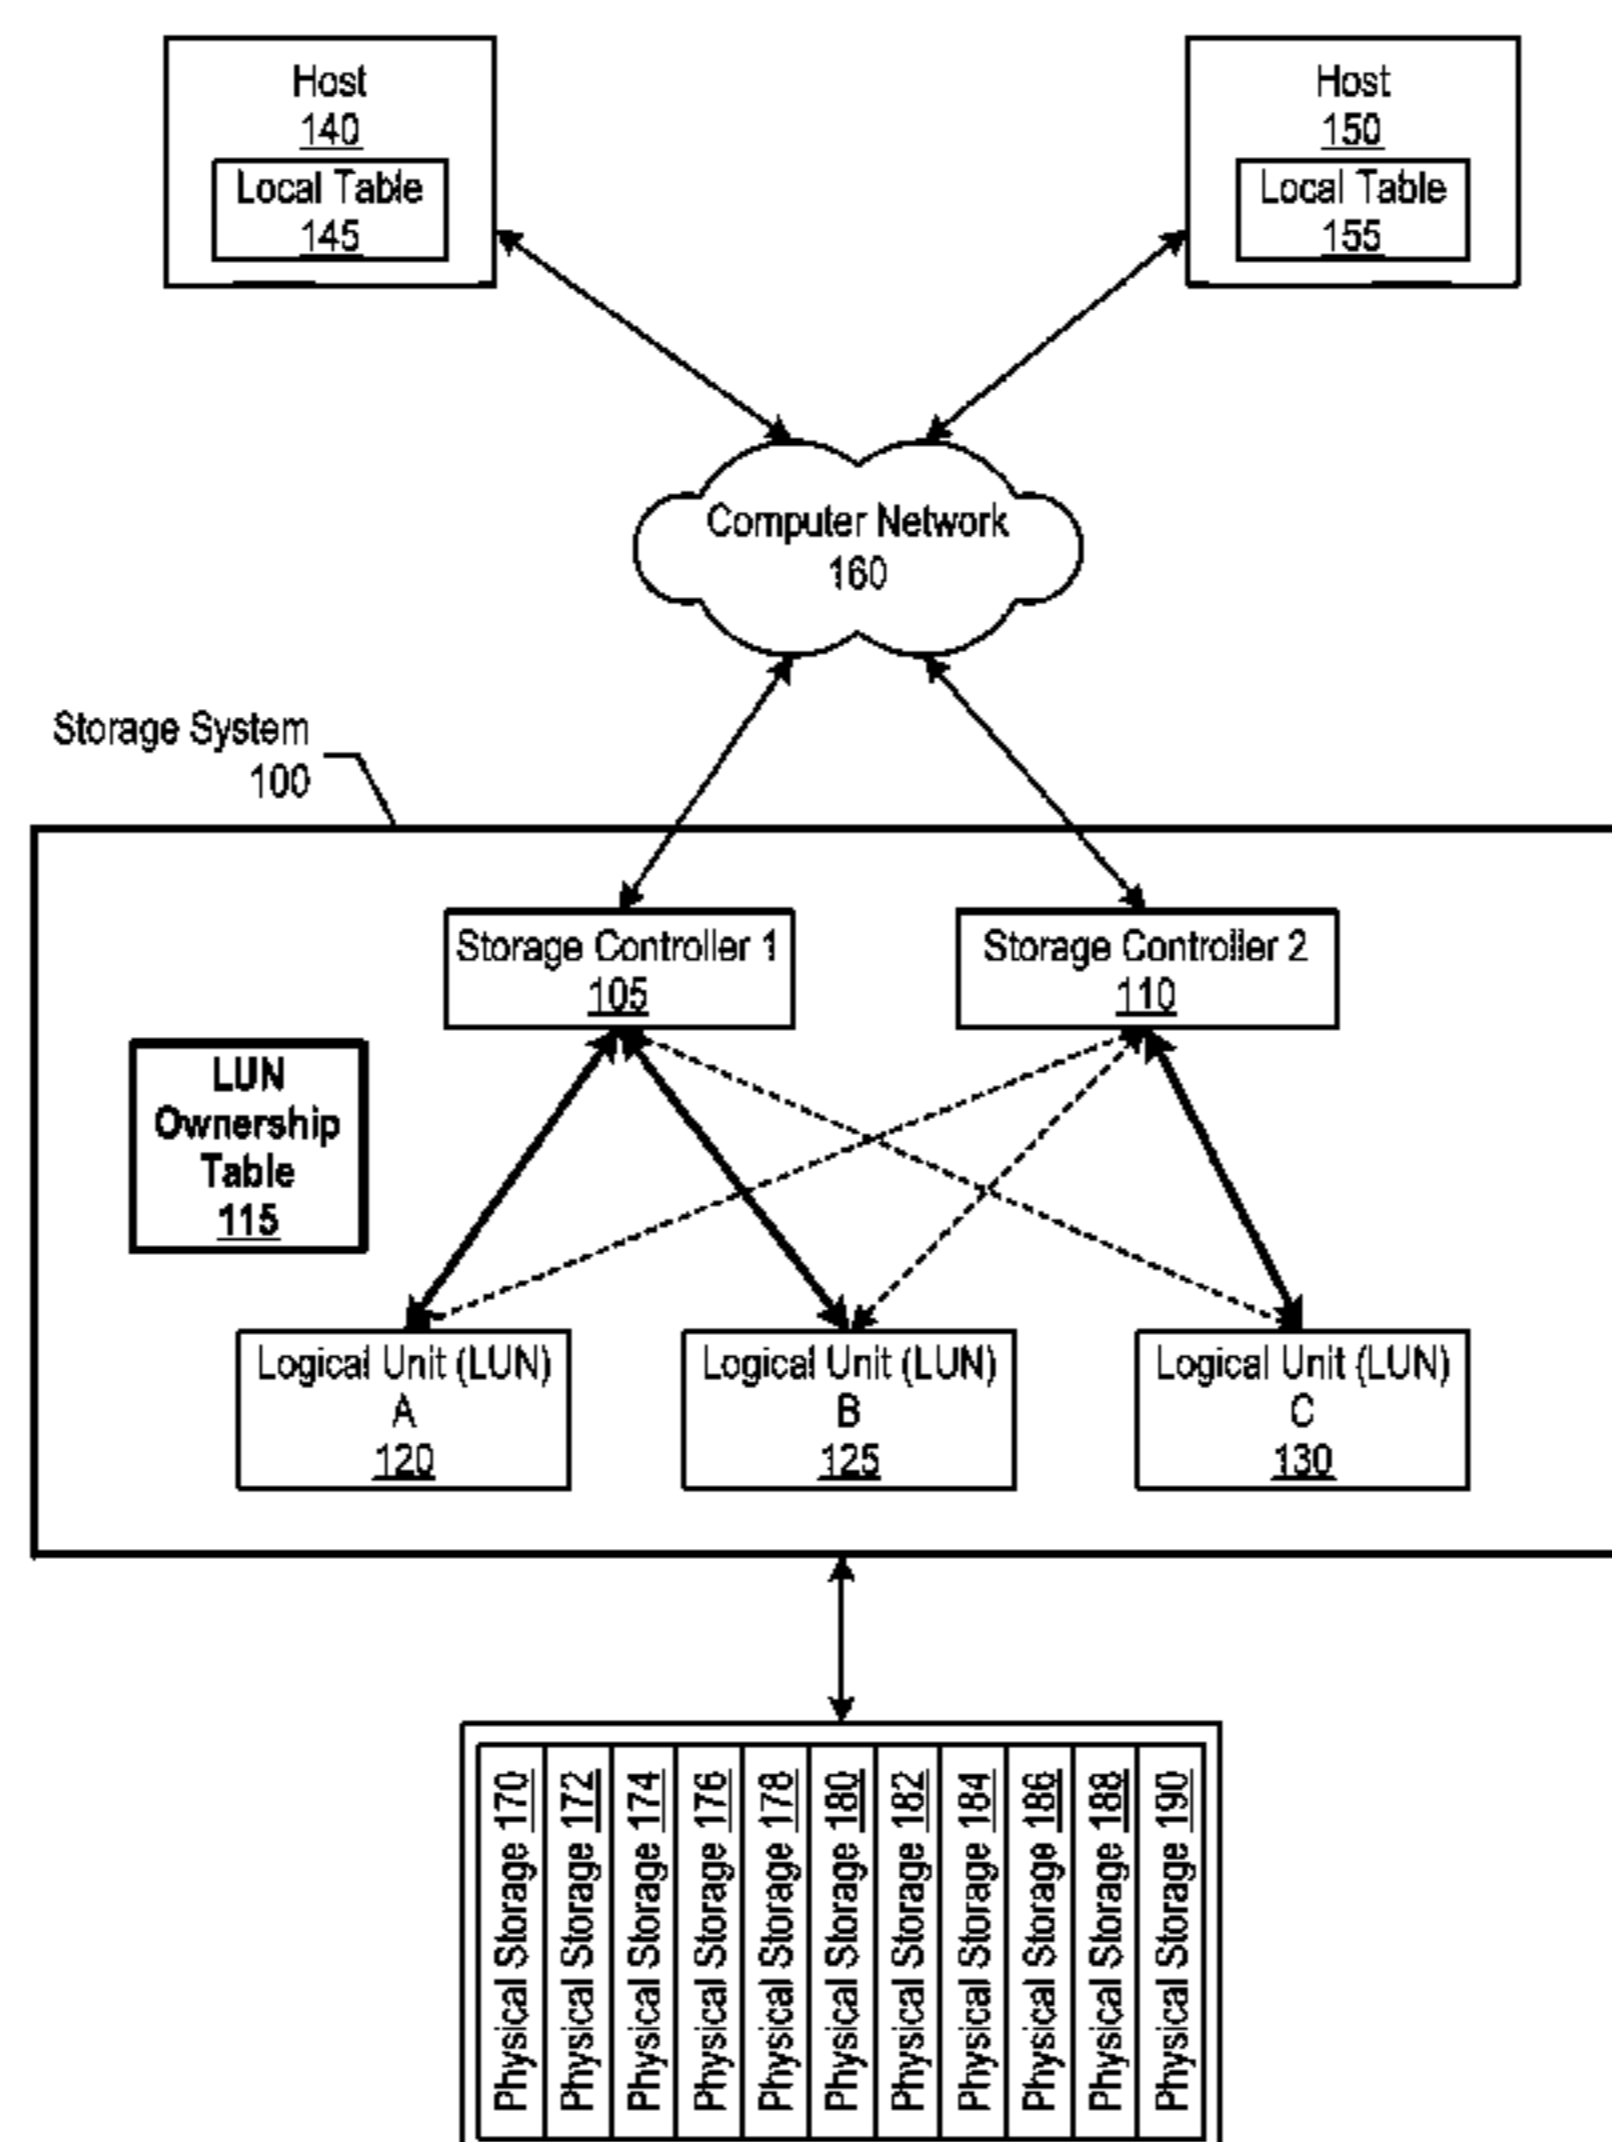 Host
140
Local Table
145
Host
150
Local Table
155
Computer Network
160
Storage System
100
Storage Controller 1
105
Storage Controller 2
110
LUN
Ownership
Table
115
Logical Unit (LUN)
A
120
Logical Unit (LUN)
B
125
Logical Unit (LUN)
C
130
Physical Storage 170
Physical Storage 172
Physical Storage 174
Physical Storage 176
Physical Storage 178
Physical Storage 180
Physical Storage 182
Physical Storage 184
Physical Storage 186
Physical Storage 188
Physical Storage 190